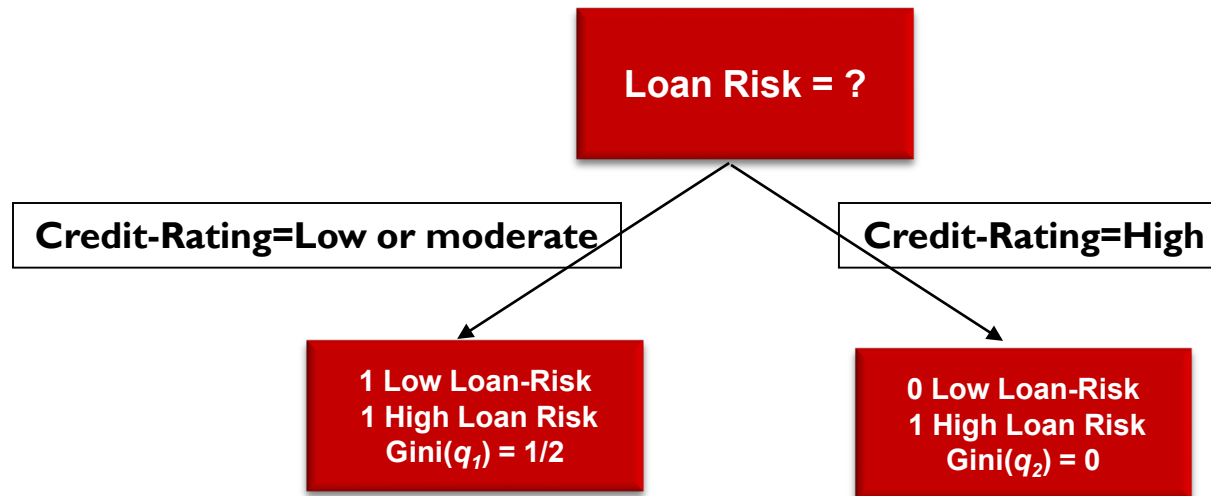 Loan Risk = ?
Credit-Rating=Low or moderate
Credit-Rating=High
1 Low Loan-Risk
1 High Loan Risk
Gini(q₁) = 1/2
0 Low Loan-Risk
1 High Loan Risk
Gini(q₂) = 0